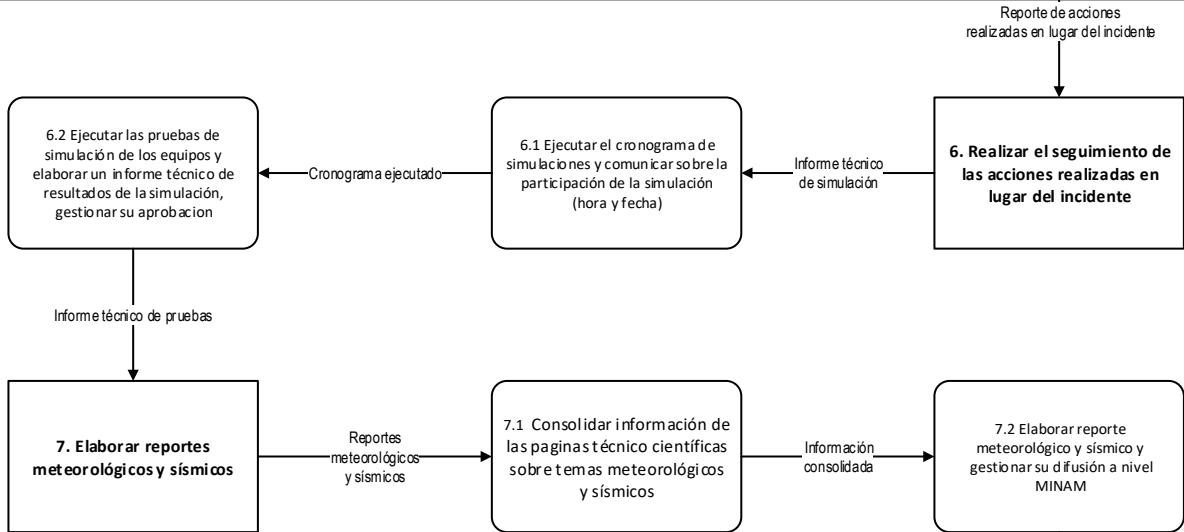 Reporte de acciones
realizadas en lugar del incidente
6. Realizar el seguimiento de
las acciones realizadas en
lugar del incidente
Informe técnico
de simulación
6.1 Ejecutar el cronograma de
simulaciones y comunicar sobre la
participación de la simulación
(hora y fecha)
Cronograma ejecutado
6.2 Ejecutar las pruebas de
simulación de los equipos y
elaborar un informe técnico de
resultados de la simulación,
gestionar su aprobacion
Informe técnico de pruebas
7. Elaborar reportes
meteorológicos y sísmicos
Reportes
meteorológicos
y sísmicos
7.1 Consolidar información de
las paginas técnico científicas
sobre temas meteorológicos
y sísmicos
Información
consolidada
7.2 Elaborar reporte
meteorológico y sísmico y
gestionar su difusión a nivel
MINAM